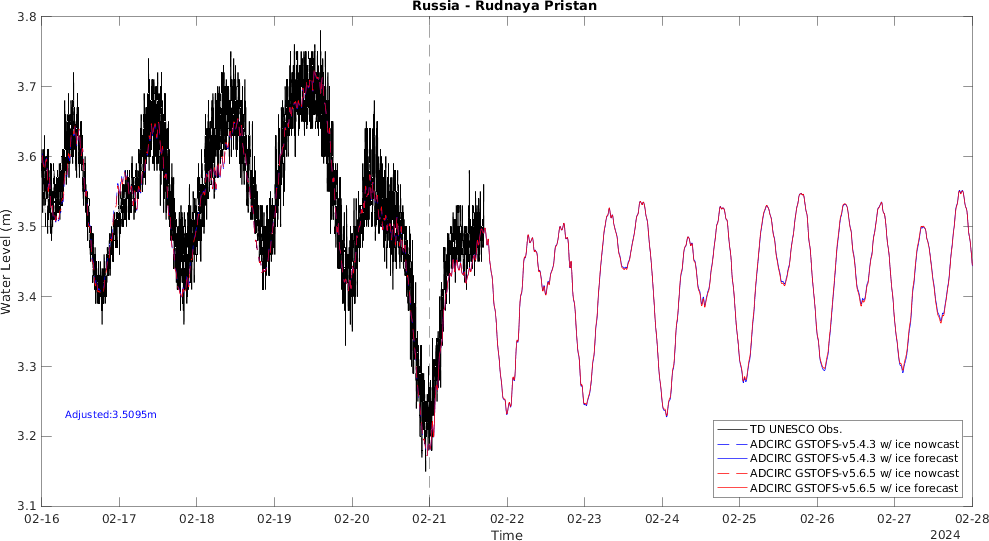 Russia - Rudnaya Pristan
3.8
3.7
3.6
3.5
3.4
3.3
3.2
3.1
Water Level (m)
Adjusted:3.5095m
TD UNESCO Obs.
ADCIRC GSTOFS-v5.4.3 w/ ice nowcast
ADCIRC GSTOFS-v5.4.3 w/ ice forecast
ADCIRC GSTOFS-v5.6.5 w/ ice nowcast
ADCIRC GSTOFS-v5.6.5 w/ ice forecast
02-16 02-17 02-18 02-19 02-20 02-21 02-22 02-23 02-24 02-25 02-26 02-27 02-28
Time
2024